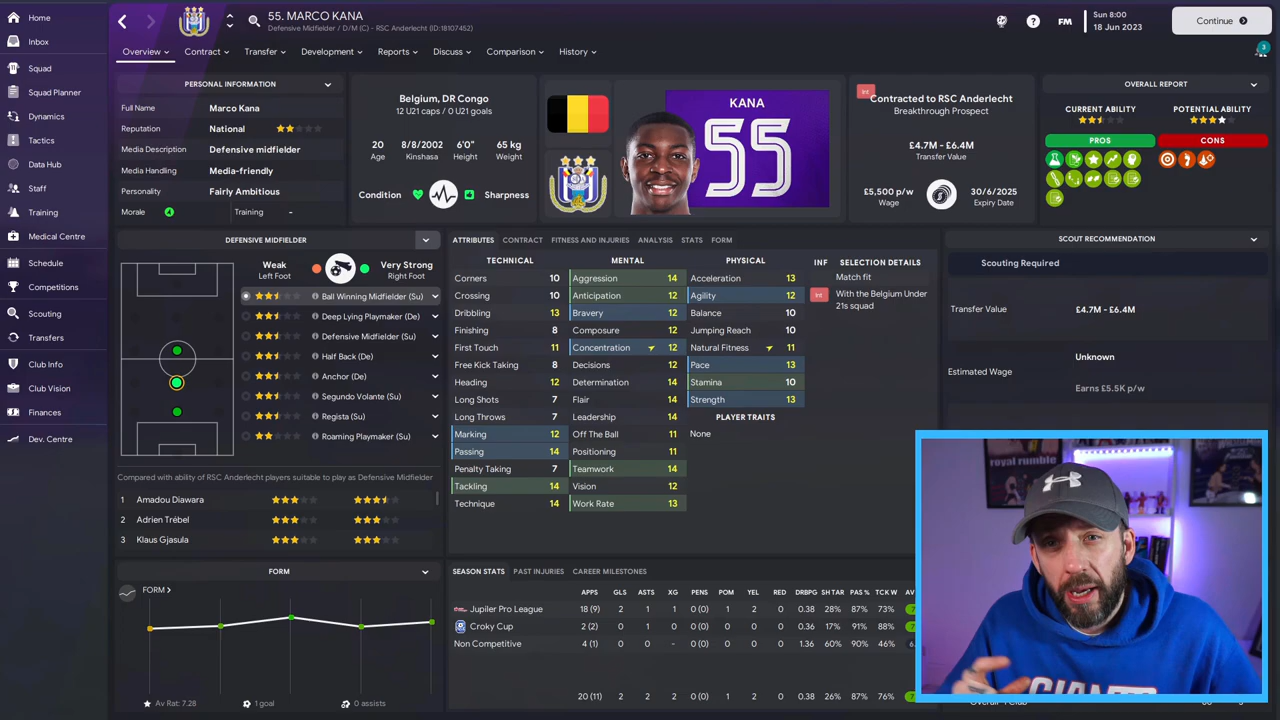 Home
Inbox
Squad
Squad Planner
Dynamics
Tactics
Data Hub
Staff
Training
Medical Centre
Schedule
Competitions
Scouting
Transfers
Club Info
Club Vision
Finances
Dev. Centre
55. MARCO KANA
Defensive Midfielder / D/M (C) - RSC Anderlecht (ID:18107452)
FM
Sun 8:00
18 Jun 2023
Continue
Overview
Contract
Transfer
Development
Reports
Discuss
Comparison
History
3
PERSONAL INFORMATION
Full Name Marco Kana
Reputation National
Media Description Defensive midfielder
Media Handling Media-friendly
Personality Fairly Ambitious
Morale
Training -
Belgium, DR Congo
12 U21 caps / 0 U21 goals
20 8/8/2002 6'0" 65 kg
Age Kinshasa Height Weight
Condition Sharpness
KANA
55
Int
Contracted to RSC Anderlecht
Breakthrough Prospect
£4.7M - £6.4M
Transfer Value
£5,500 p/w 30/6/2025
Wage Expiry Date
OVERALL REPORT
CURRENT ABILITY POTENTIAL ABILITY
PROS CONS
DEFENSIVE MIDFIELDER
Weak Very Strong
Left Foot Right Foot
Ball Winning Midfielder (Su)
Deep Lying Playmaker (De)
Defensive Midfielder (Su)
Half Back (De)
Anchor (De)
Segundo Volante (Su)
Regista (Su)
Roaming Playmaker (Su)
Compared with ability of RSC Anderlecht players suitable to play as Defensive Midfielder
1 Amadou Diawara
2 Adrien Trébel
3 Klaus Gjasula
FORM
FORM
Av Rat: 7.28 1 goal 0 assists
ATTRIBUTES CONTRACT FITNESS AND INJURIES ANALYSIS STATS FORM
TECHNICAL
Corners 10
Crossing 10
Dribbling 13
Finishing 8
First Touch 11
Free Kick Taking 8
Heading 12
Long Shots 7
Long Throws 7
Marking 12
Passing 14
Penalty Taking 7
Tackling 14
Technique 14
MENTAL
Aggression 14
Anticipation 12
Bravery 12
Composure 12
Concentration 12
Decisions 12
Determination 14
Flair 14
Leadership 14
Off The Ball 11
Positioning 11
Teamwork 14
Vision 12
Work Rate 13
PHYSICAL
Acceleration 13
Agility 12
Balance 10
Jumping Reach 10
Natural Fitness 11
Pace 13
Stamina 10
Strength 13
PLAYER TRAITS
None
INF SELECTION DETAILS
Match fit
Int With the Belgium Under
21s squad
SCOUT RECOMMENDATION
Scouting Required
Transfer Value £4.7M - £6.4M
Unknown
Estimated Wage
Earns £5.5K p/w
SEASON STATS PAST INJURIES CAREER MILESTONES
APPS GLS ASTS XG PENS POM YEL RED DRBPG SH TAR PAS % TCK W AV
Jupiler Pro League 18 (9) 2 1 1 0 (0) 1 2 0 0.38 28% 87% 73% 7
Croky Cup 2 (2) 0 1 0 0 (0) 0 0 0 0.36 17% 91% 88% 7
Non Competitive 4 (1) 0 0 - 0 (0) 0 0 0 1.36 60% 90% 46% 6.
20 (11) 2 2 2 0 (0) 1 2 0 0.38 26% 87% 76% 7
royal rumble
GIANTS